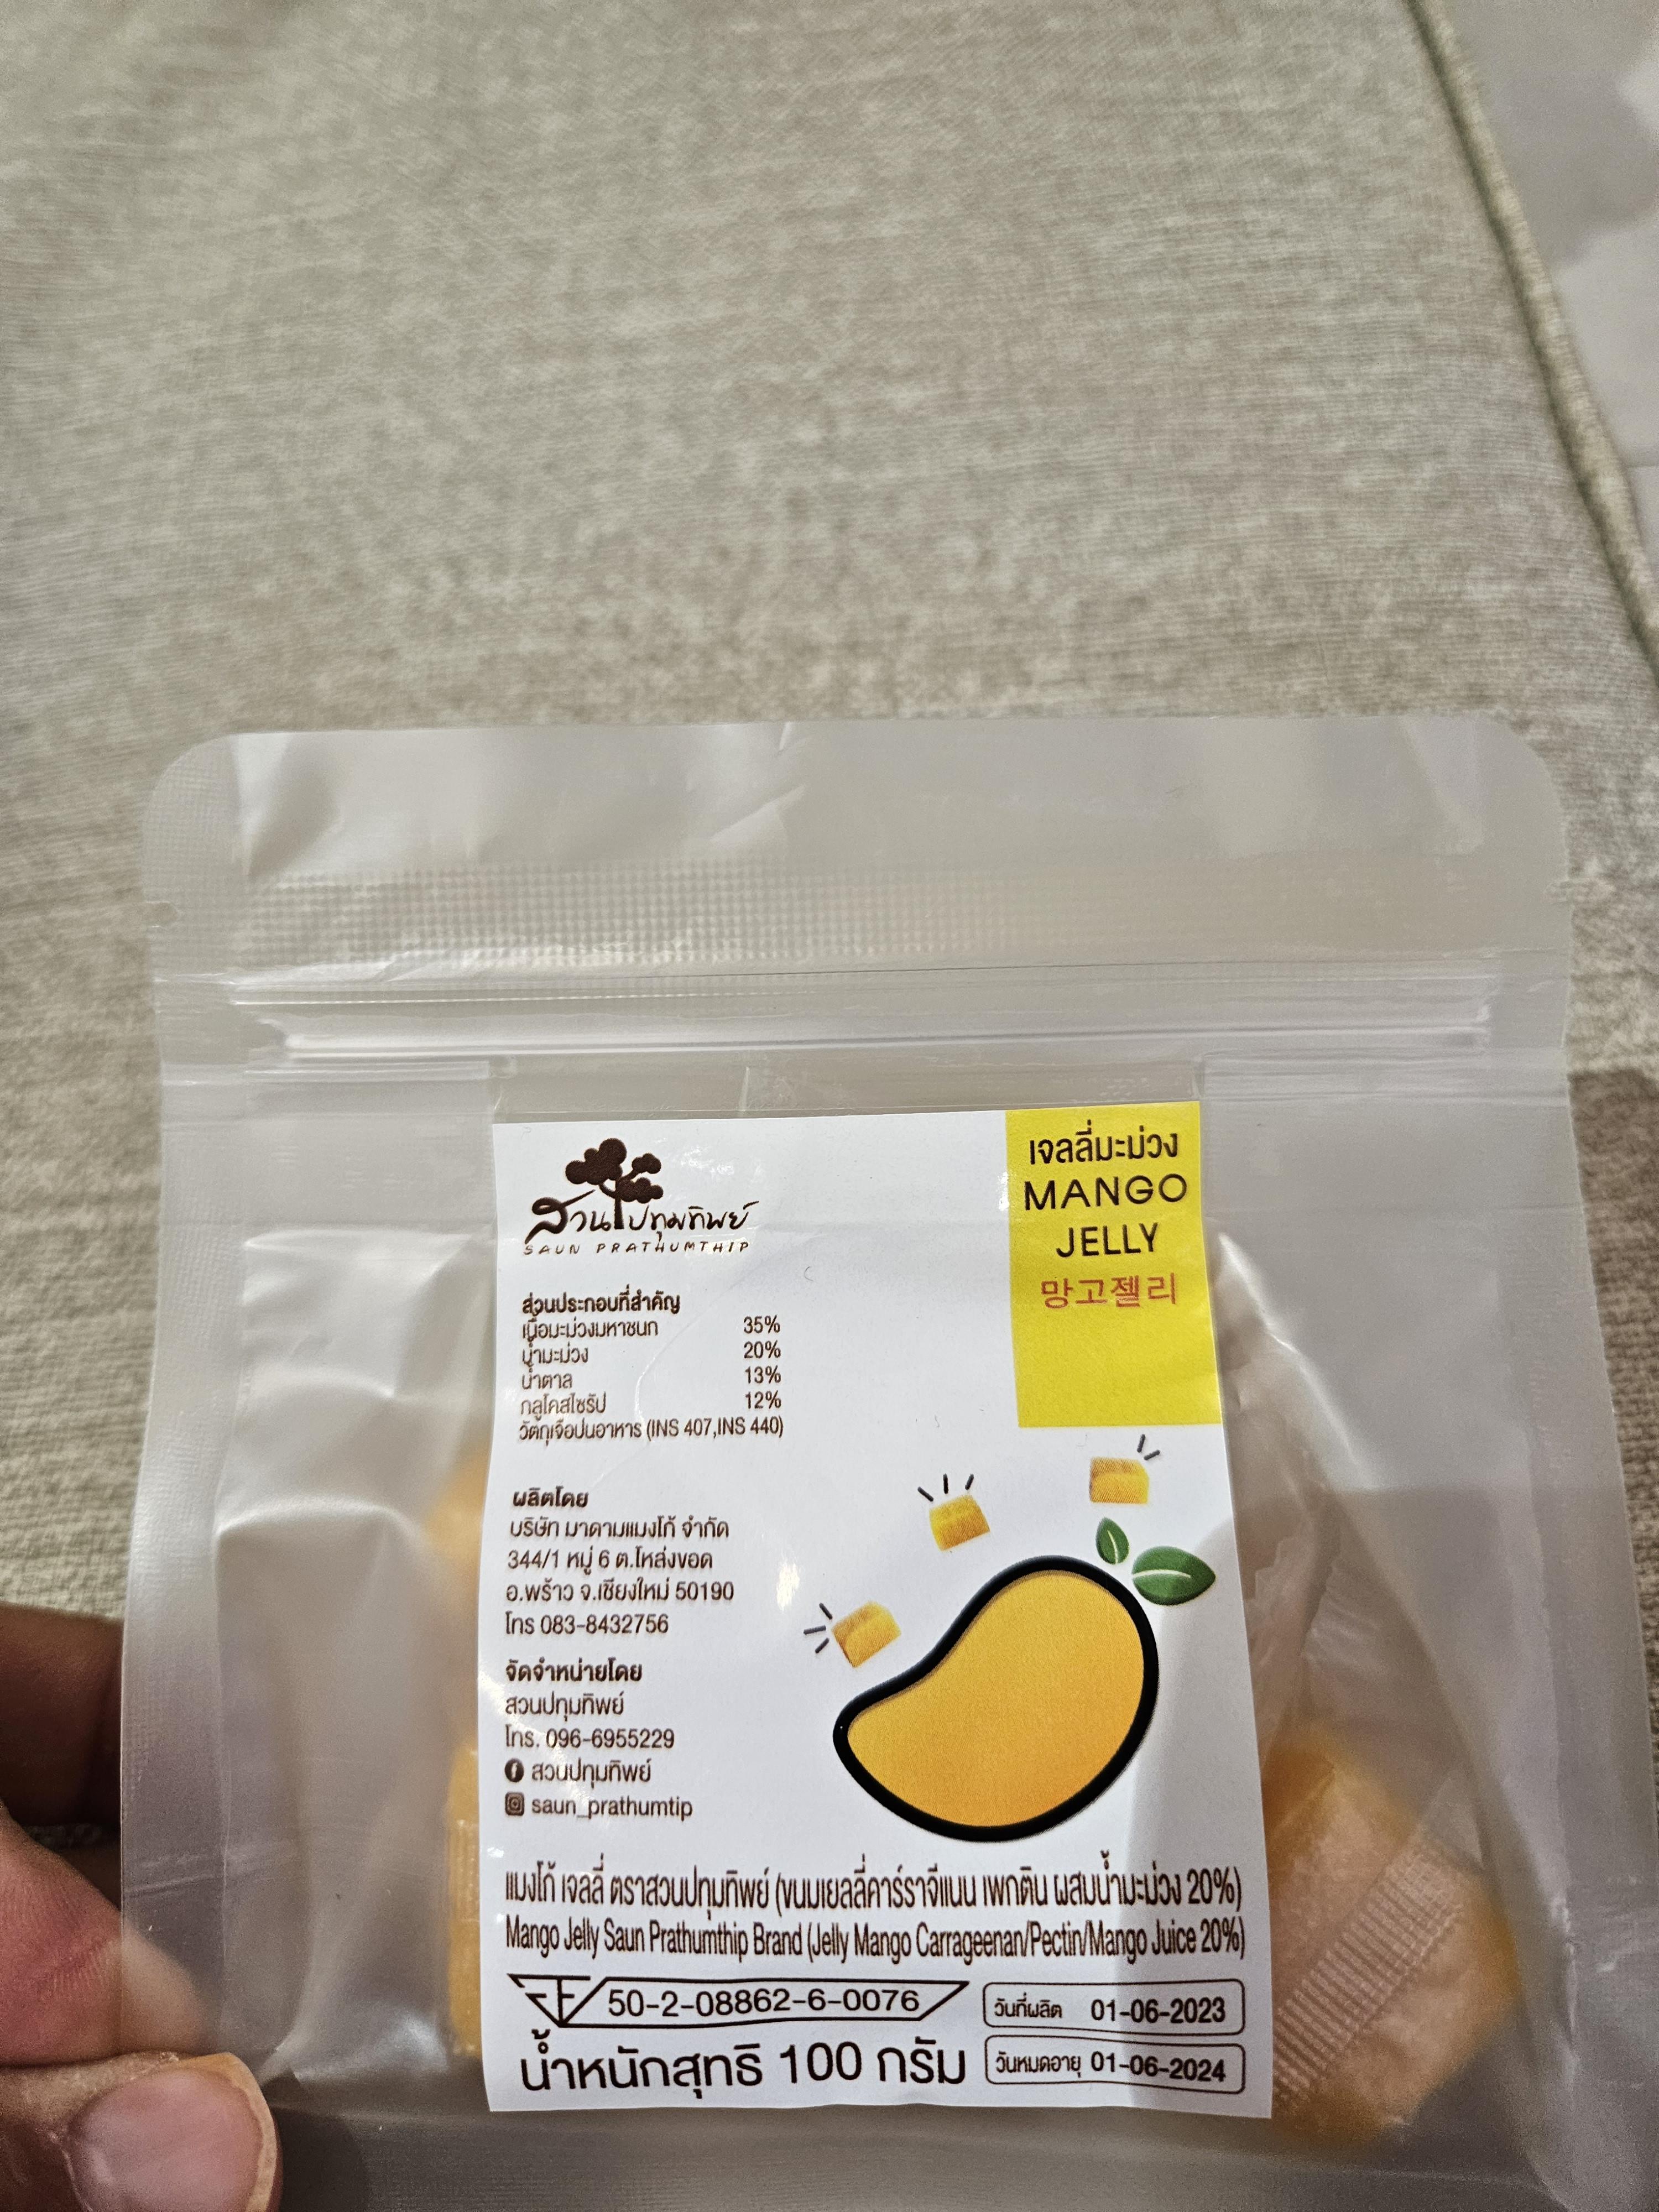 สวนปทุมทิพย์
SAUN PRATHUMTHIP
เจลลี่มะม่วง
MANGO
JELLY
망고젤리
ส่วนประกอบที่สำคัญ
เนื้อมะม่วงมหาชนก 35%
น้ำมะม่วง 20%
น้ำตาล 13%
กลูโคสไซรัป 12%
วัตถุเจือปนอาหาร (INS 407,INS 440)
ผลิตโดย
บริษัท มาดามแมงโก้ จำกัด
344/1 หมู่ 6 ต.โหล่งขอด
อ.พร้าว จ.เชียงใหม่ 50190
โทร 083-8432756
จัดจำหน่ายโดย
สวนปทุมทิพย์
โทร. 096-6955229
สวนปทุมทิพย์
saun_prathumtip
แมงโก้ เจลลี่ ตราสวนปทุมทิพย์ (ขนมเยลลี่คาร์ราจีแนน เพกติน ผสมน้ำมะม่วง 20%)
Mango Jelly Saun Prathumthip Brand (Jelly Mango Carrageenan/Pectin/Mango Juice 20%)
50-2-08862-6-0076
วันที่ผลิต 01-06-2023
น้ำหนักสุทธิ 100 กรัม
วันหมดอายุ 01-06-2024